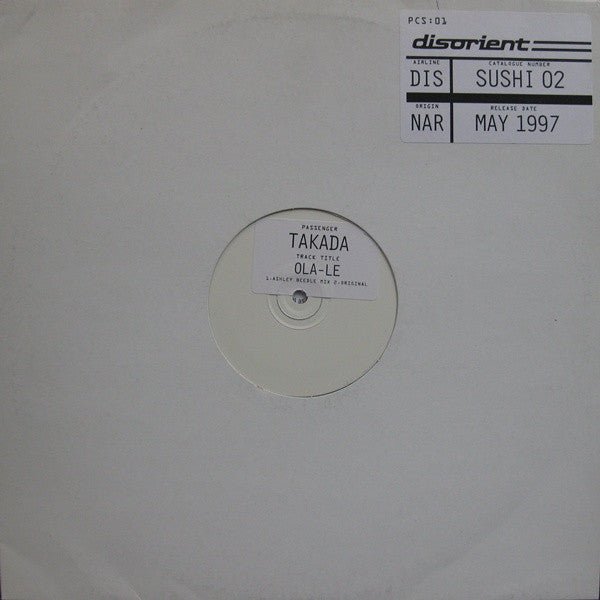 PCS:01
disorient
AIRLINE CATALOGUE NUMBER
DIS SUSHI 02
ORIGIN RELEASE DATE
NAR MAY 1997
PASSENGER
TAKADA
TRACK TITLE
OLA-LE
1.ASHLEY BEEDLE MIX 2.ORIGINAL